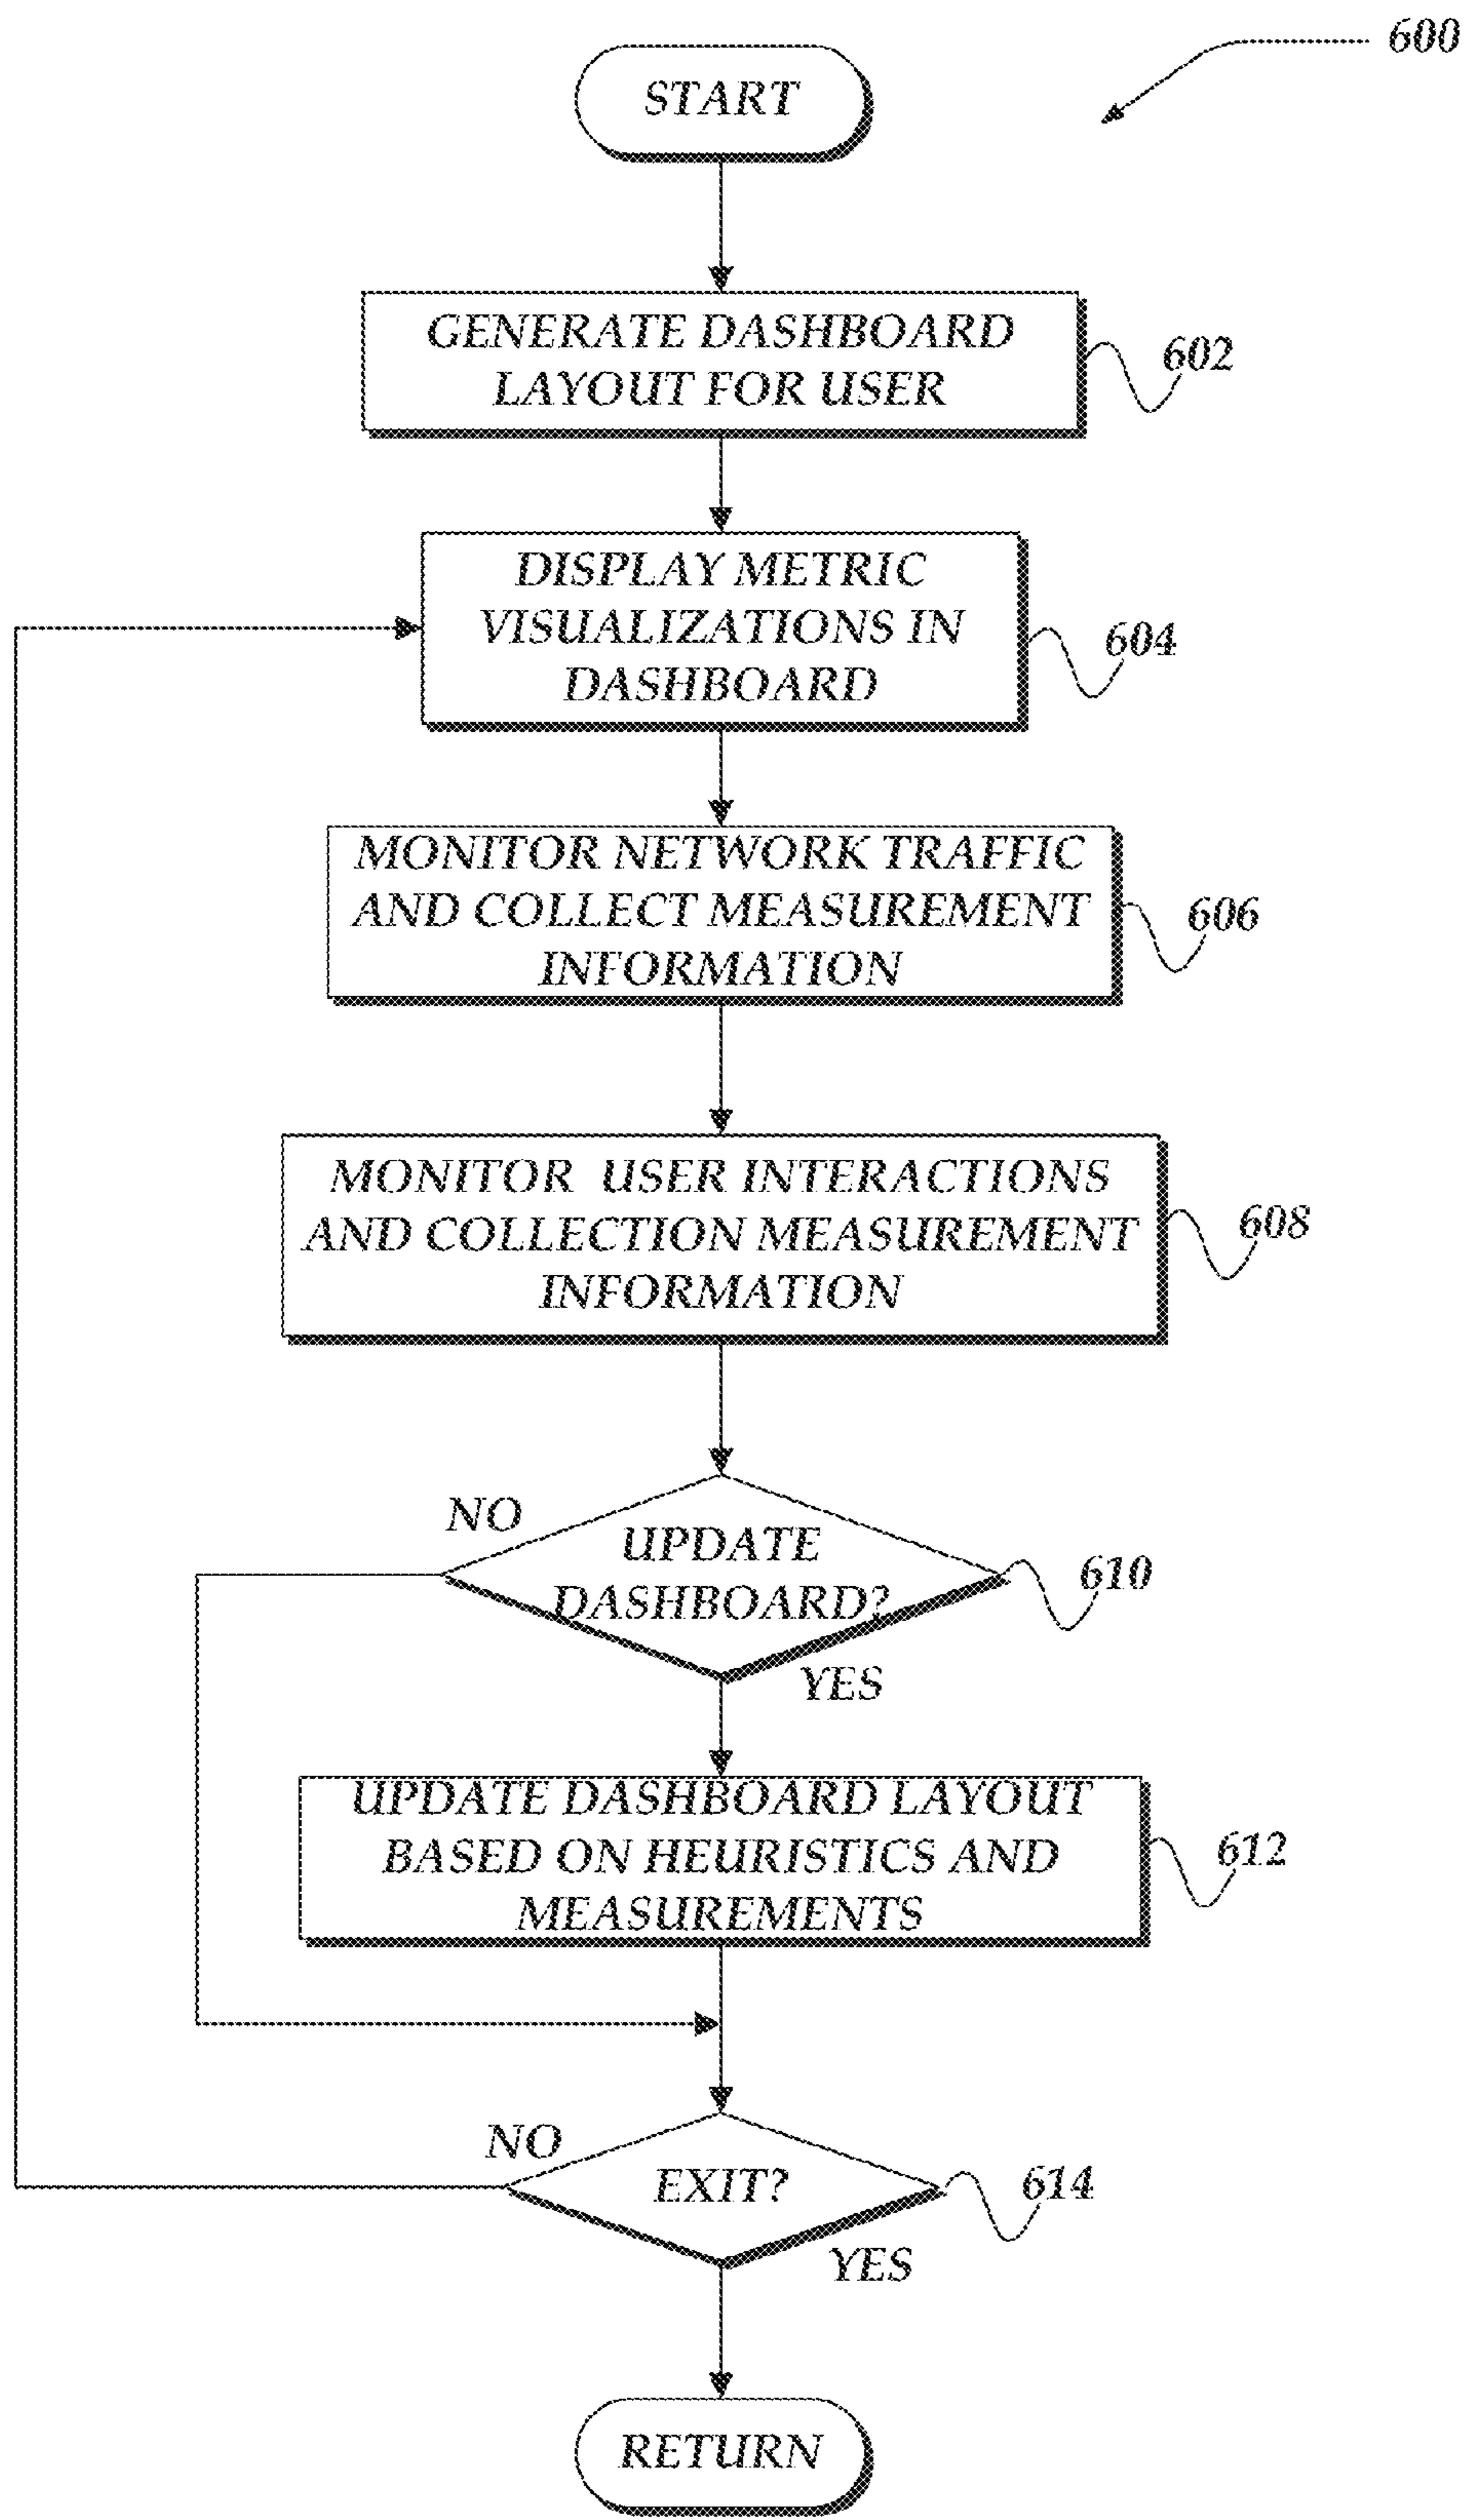 600
START
GENERATE DASHBOARD
LAYOUT FOR USER
602
DISPLAY METRIC
VISUALIZATIONS IN
DASHBOARD
604
MONITOR NETWORK TRAFFIC
AND COLLECT MEASUREMENT
INFORMATION
606
MONITOR USER INTERACTIONS
AND COLLECTION MEASUREMENT
INFORMATION
608
NO
UPDATE
DASHBOARD?
610
YES
UPDATE DASHBOARD LAYOUT
BASED ON HEURISTICS AND
MEASUREMENTS
612
NO
EXIT?
614
YES
RETURN